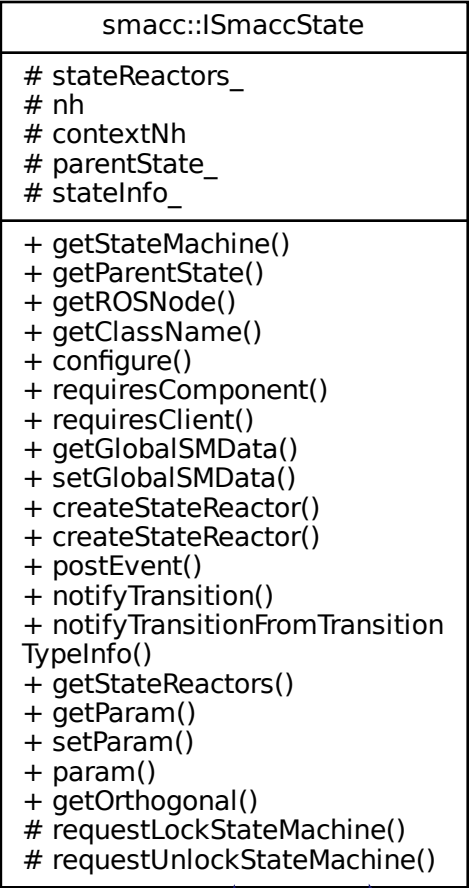 smacc::ISmaccState
# stateReactors_
# nh
# contextNh
# parentState_
# stateInfo_
+ getStateMachine()
+ getParentState()
+ getROSNode()
+ getClassName()
+ configure()
+ requiresComponent()
+ requiresClient()
+ getGlobalSMData()
+ setGlobalSMData()
+ createStateReactor()
+ createStateReactor()
+ postEvent()
+ notifyTransition()
+ notifyTransitionFromTransition
TypeInfo()
+ getStateReactors()
+ getParam()
+ setParam()
+ param()
+ getOrthogonal()
# requestLockStateMachine()
# requestUnlockStateMachine()